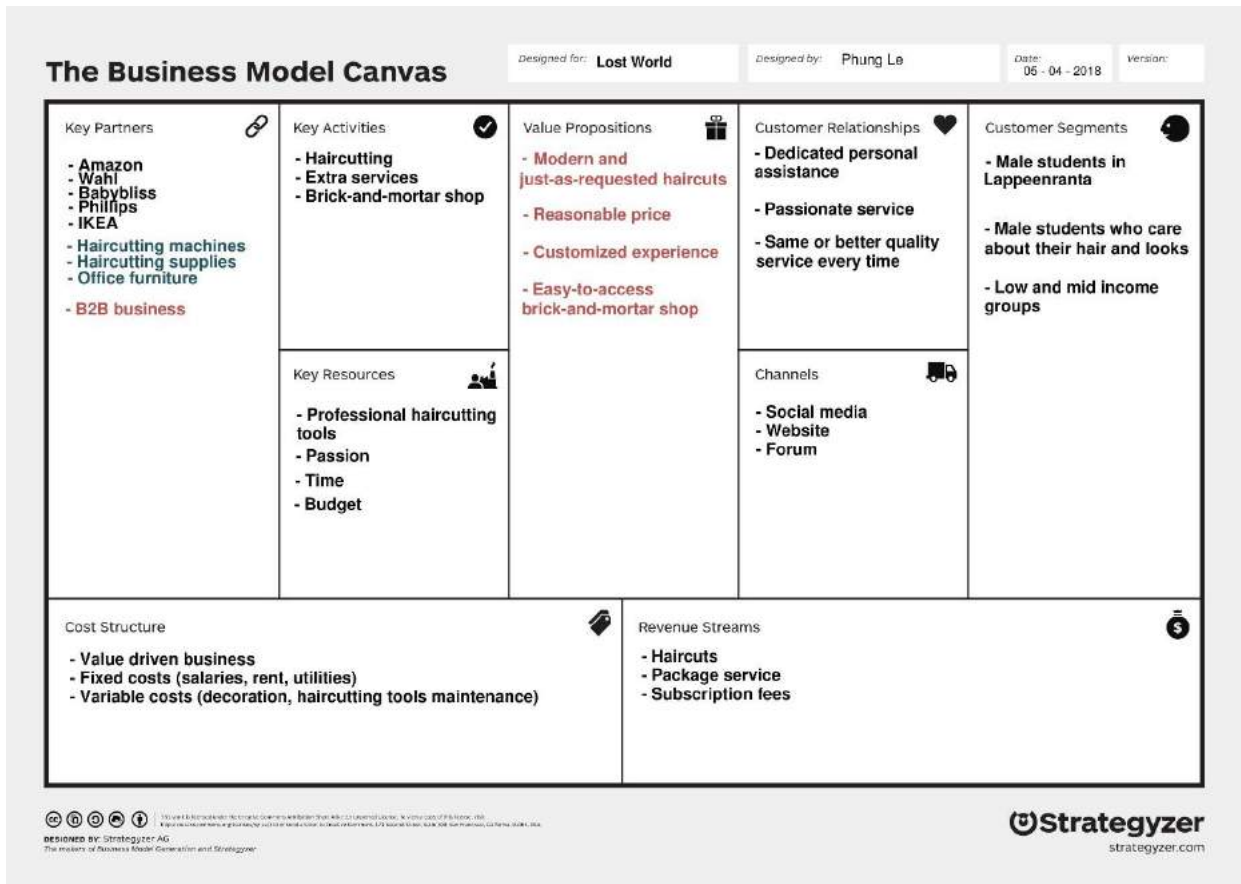 The Business Model Canvas
Designed for: Lost World
Designed by: Phung Le
Date:
05 - 04 - 2018
Version:
Key Partners
- Amazon
- Wahl
- Babybliss
- Phillips
- IKEA
- Haircutting machines
- Haircutting supplies
- Office furniture
- B2B business
Key Activities
- Haircutting
- Extra services
- Brick-and-mortar shop
Key Resources
- Professional haircutting
tools
- Passion
- Time
- Budget
Value Propositions
- Modern and
just-as-requested haircuts
- Reasonable price
- Customized experience
- Easy-to-access
brick-and-mortar shop
Customer Relationships
- Dedicated personal
assistance
- Passionate service
- Same or better quality
service every time
Channels
- Social media
- Website
- Forum
Customer Segments
- Male students in
Lappeenranta
- Male students who care
about their hair and looks
- Low and mid income
groups
Cost Structure
- Value driven business
- Fixed costs (salaries, rent, utilities)
- Variable costs (decoration, haircutting tools maintenance)
Revenue Streams
- Haircuts
- Package service
- Subscription fees
DESIGNED BY: Strategyzer AG
The makers of Business Model Generation and Strategyzer
Strategyzer
strategyzer.com